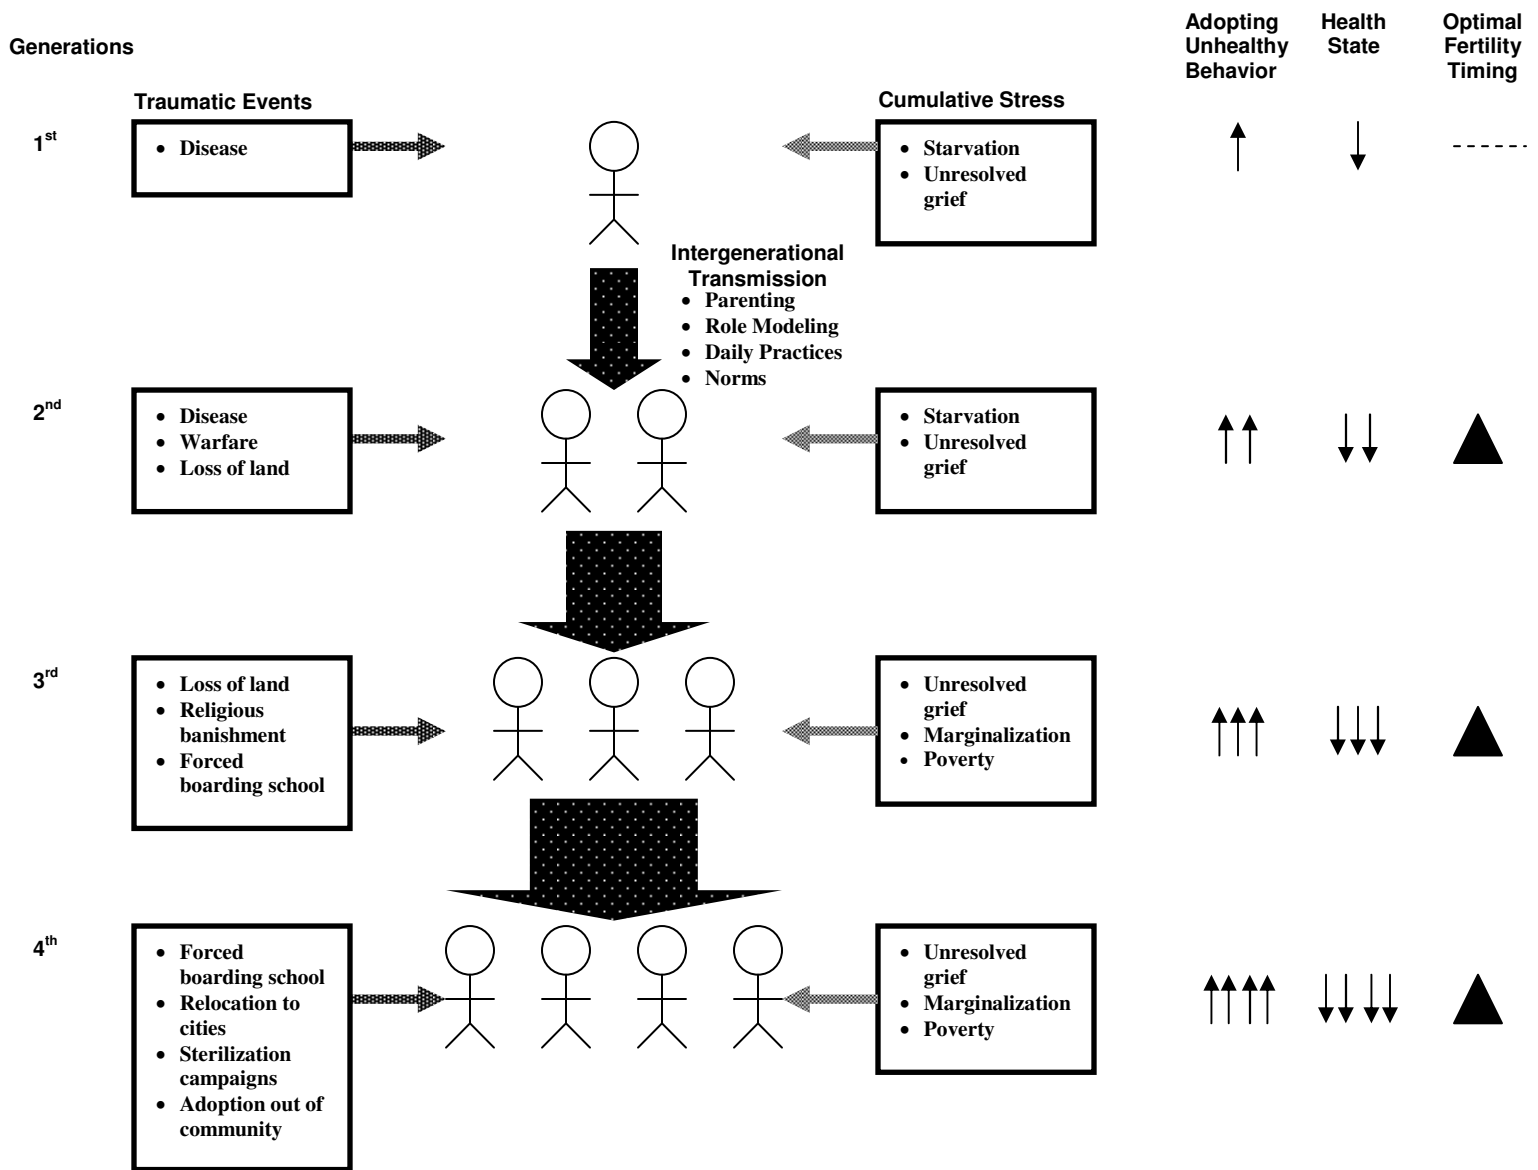 Generations
Adopting
Unhealthy
Behavior
Health
State
Optimal
Fertility
Timing
Traumatic Events
Cumulative Stress
1st
• Disease
• Starvation
• Unresolved
grief
Intergenerational
Transmission
• Parenting
• Role Modeling
• Daily Practices
• Norms
2nd
• Disease
• Warfare
• Loss of land
• Starvation
• Unresolved
grief
3rd
• Loss of land
• Religious
banishment
• Forced
boarding school
• Unresolved
grief
• Marginalization
• Poverty
4th
• Forced
boarding school
• Relocation to
cities
• Sterilization
campaigns
• Adoption out of
community
• Unresolved
grief
• Marginalization
• Poverty